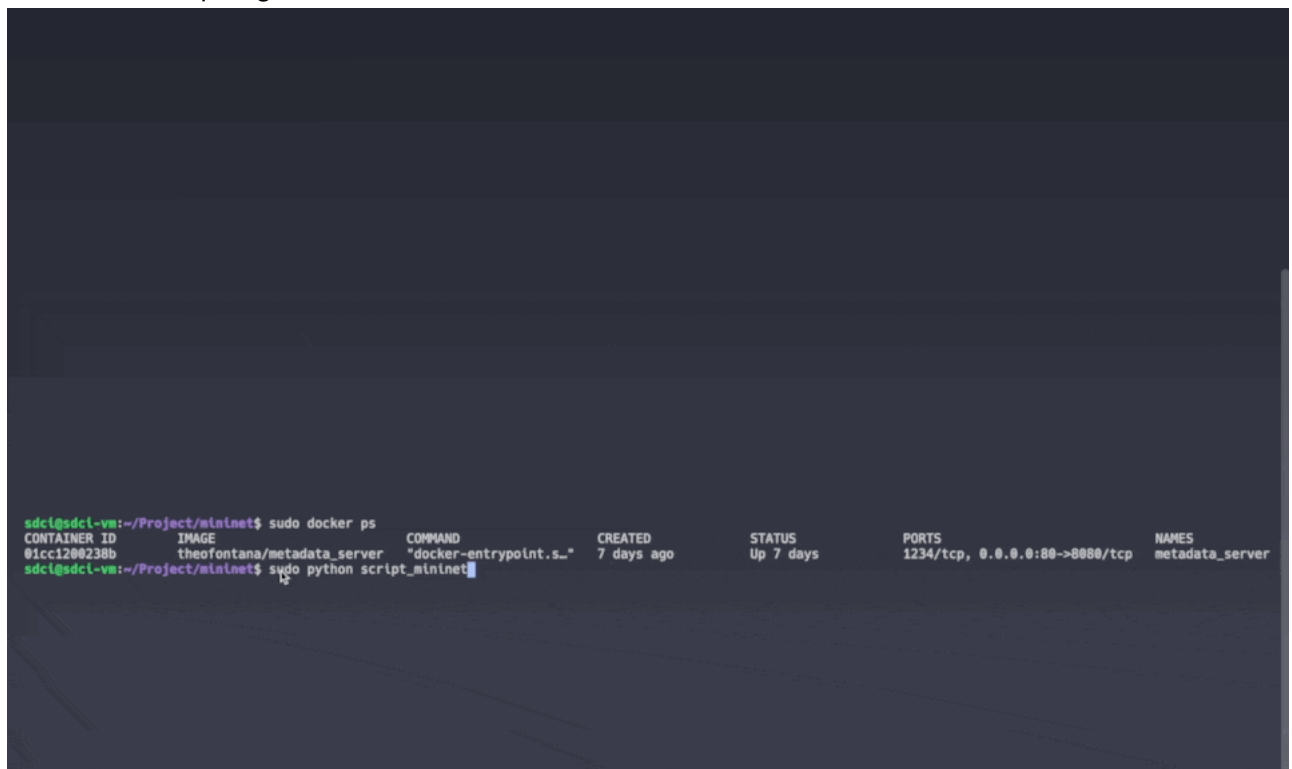 sdci@sdci-vm:~/Project/mininet$ sudo docker ps
CONTAINER ID IMAGE COMMAND CREATED STATUS PORTS NAMES
01cc1200238b theofontana/metadata_server "docker-entrypoint.s…" 7 days ago Up 7 days 1234/tcp, 0.0.0.0:80->8080/tcp metadata_server
sdci@sdci-vm:~/Project/mininet$ sudo python script_mininet